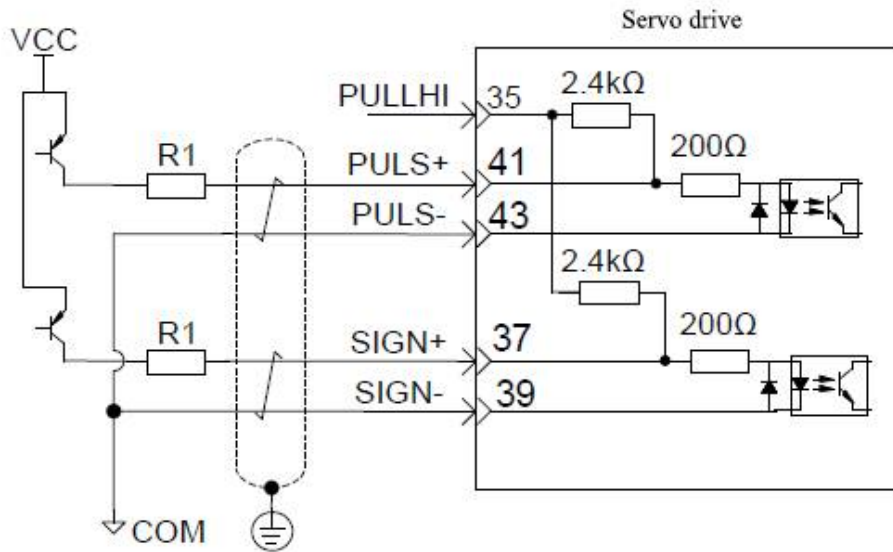 Servo drive
VCC
2.4kΩ
PULLHI 35
R1 PULS+ 41 200Ω
PULS- 43
2.4kΩ
R1 SIGN+ 37 200Ω
SIGN- 39
COM